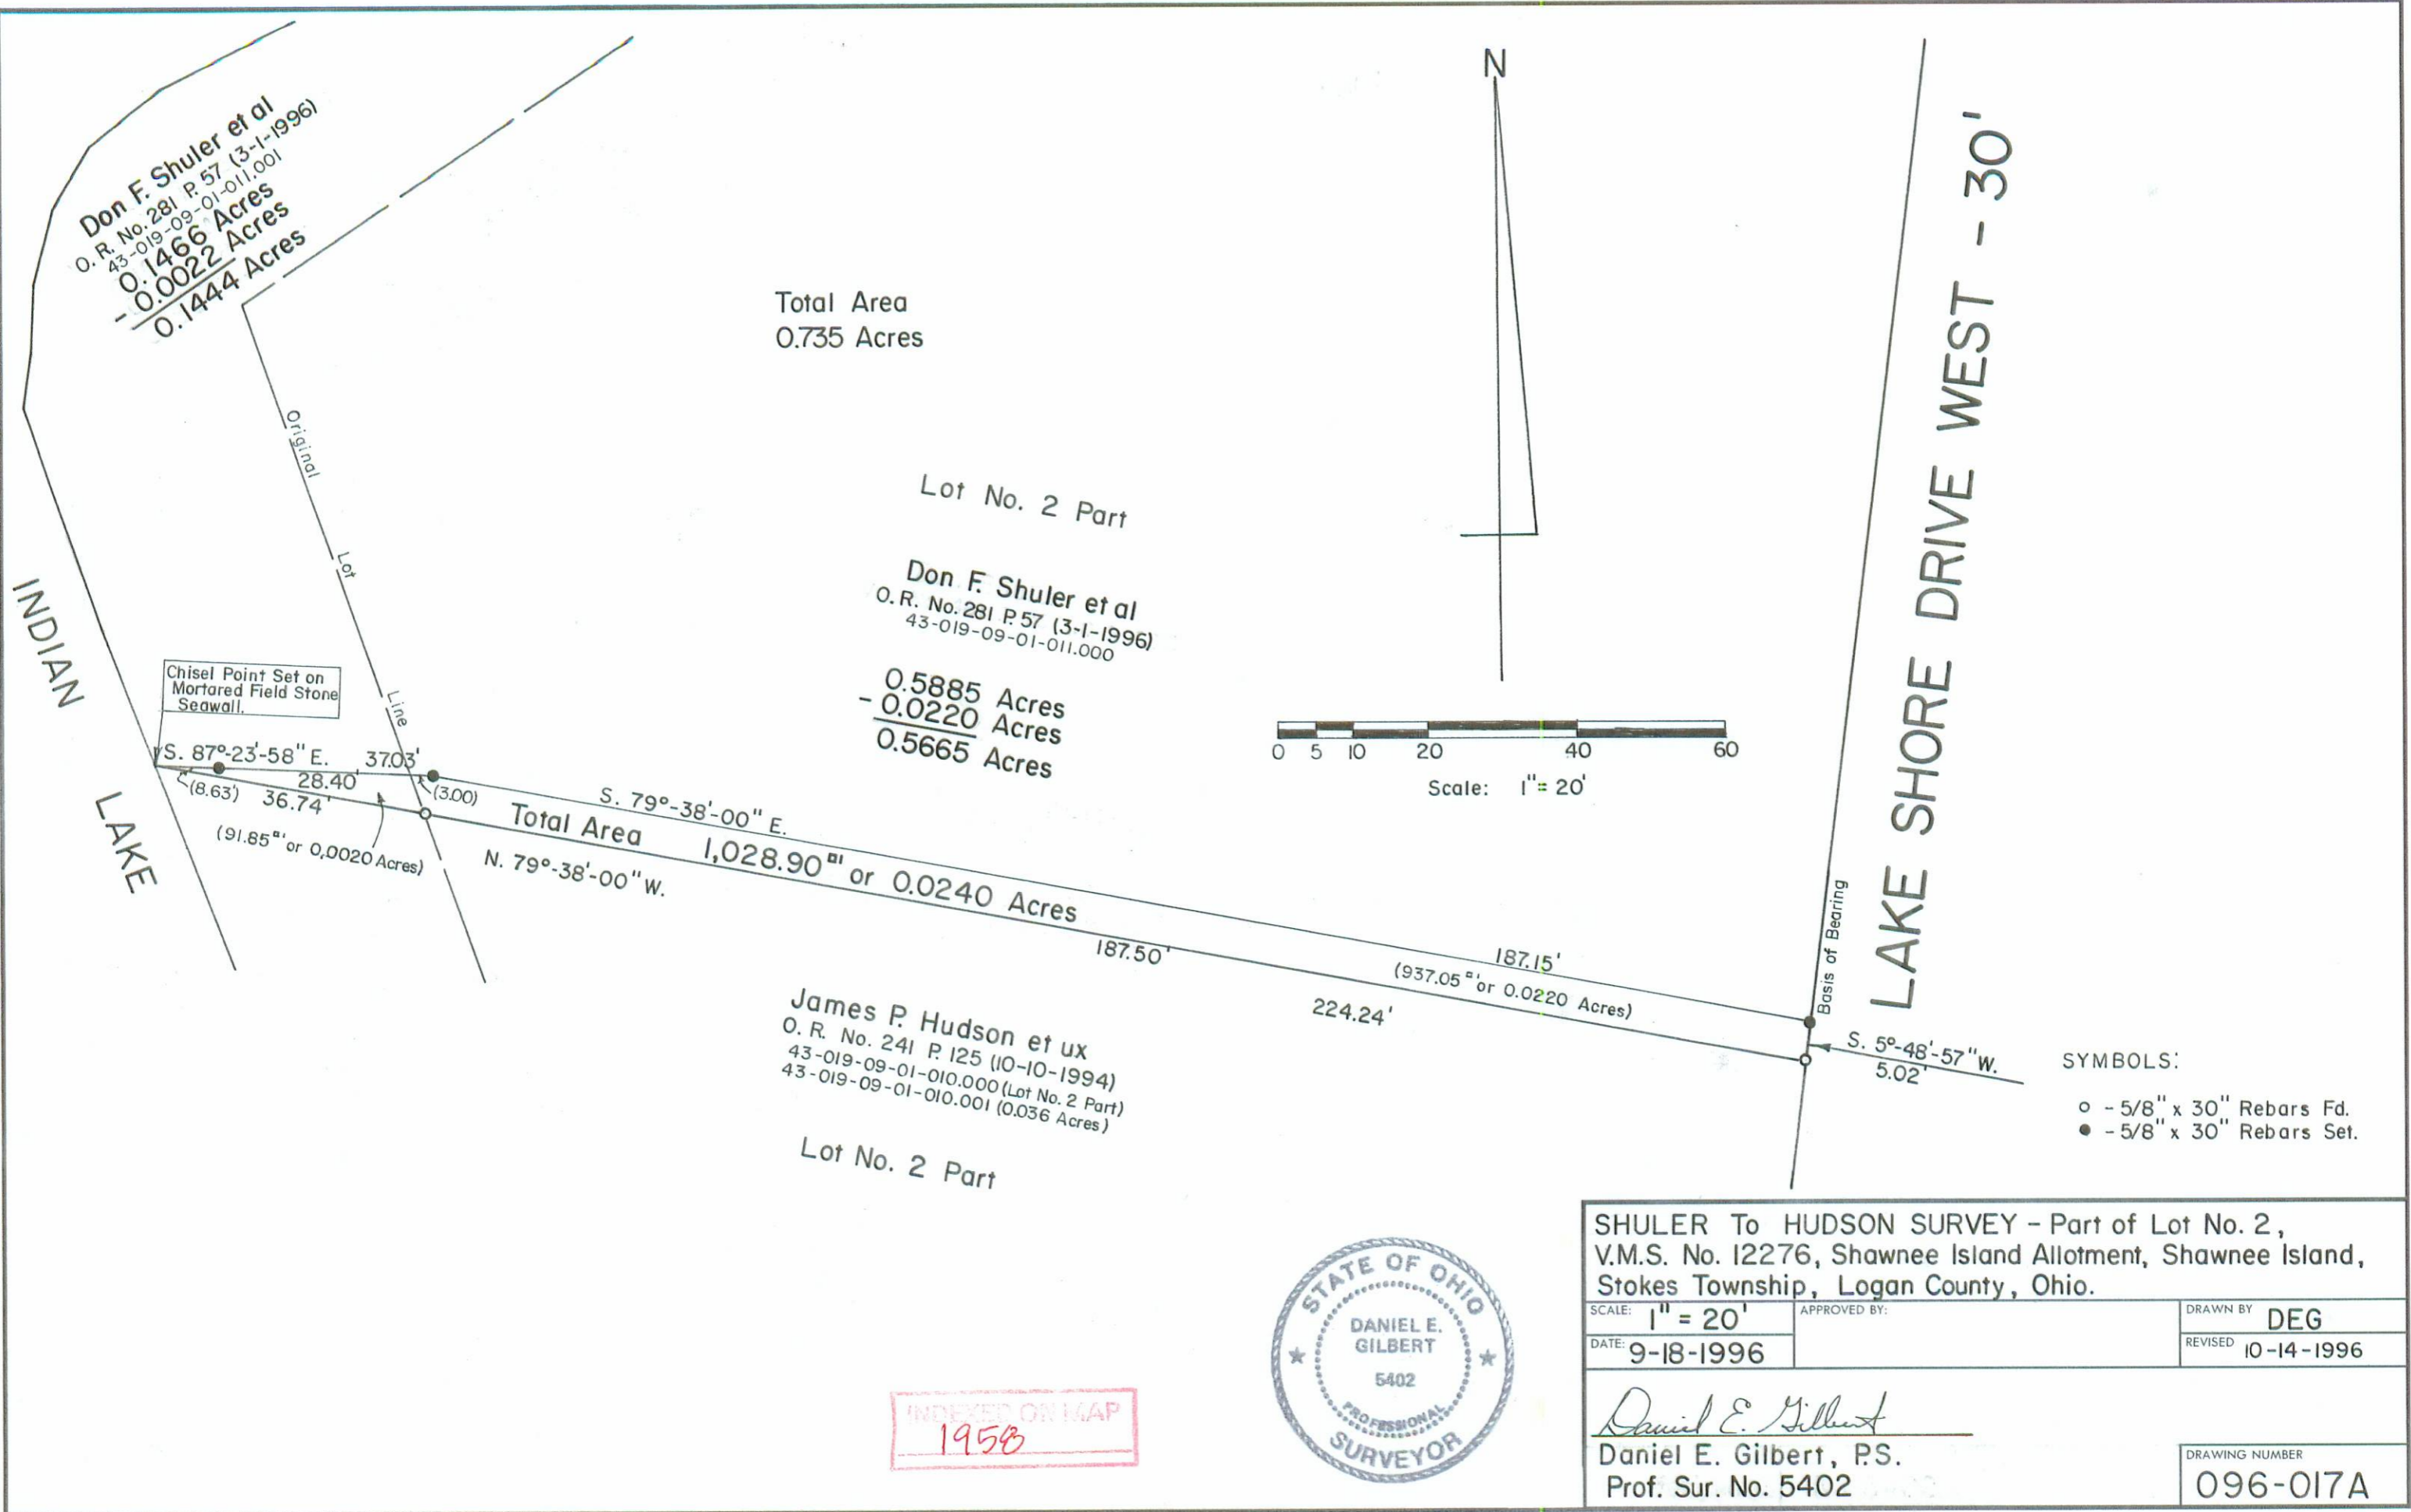 Don F. Shuler et al
O. R. No. 281 P. 57 (3-1-1996)
43-019-09-01-011.001
0.1466 Acres
- 0.0022 Acres
0.1444 Acres
Total Area
0.735 Acres
N
LAKE SHORE DRIVE WEST - 30'
Original Lot Line
Lot No. 2 Part
Don F. Shuler et al
O. R. No. 281 P. 57 (3-1-1996)
43-019-09-01-011.000
0.5885 Acres
- 0.0220 Acres
0.5665 Acres
INDIAN LAKE
Chisel Point Set on
Mortared Field Stone
Seawall.
S. 87°-23'-58" E. 37.03'
28.40'
(8.63') 36.74'
(3.00)
(91.85□' or 0.0020 Acres)
0 5 10 20 40 60
Scale: 1" = 20'
S. 79°-38'-00" E.
Total Area 1,028.90□' or 0.0240 Acres
N. 79°-38'-00" W.
187.50'
187.15'
(937.05□' or 0.0220 Acres)
224.24'
Basis of Bearing
S. 5°-48'-57" W.
5.02'
James P. Hudson et ux
O. R. No. 241 P. 125 (10-10-1994)
43-019-09-01-010.000 (Lot No. 2 Part)
43-019-09-01-010.001 (0.036 Acres)
Lot No. 2 Part
SYMBOLS:
○ - 5/8" x 30" Rebars Fd.
● - 5/8" x 30" Rebars Set.
INDEXED ON MAP
1958
STATE OF OHIO
DANIEL E.
GILBERT
5402
PROFESSIONAL
SURVEYOR
SHULER To HUDSON SURVEY - Part of Lot No. 2,
V.M.S. No. 12276, Shawnee Island Allotment, Shawnee Island,
Stokes Township, Logan County, Ohio.
SCALE: 1" = 20'
APPROVED BY:
DRAWN BY DEG
DATE: 9-18-1996
REVISED 10-14-1996
Daniel E. Gilbert
Daniel E. Gilbert, P.S.
Prof. Sur. No. 5402
DRAWING NUMBER
096-017A